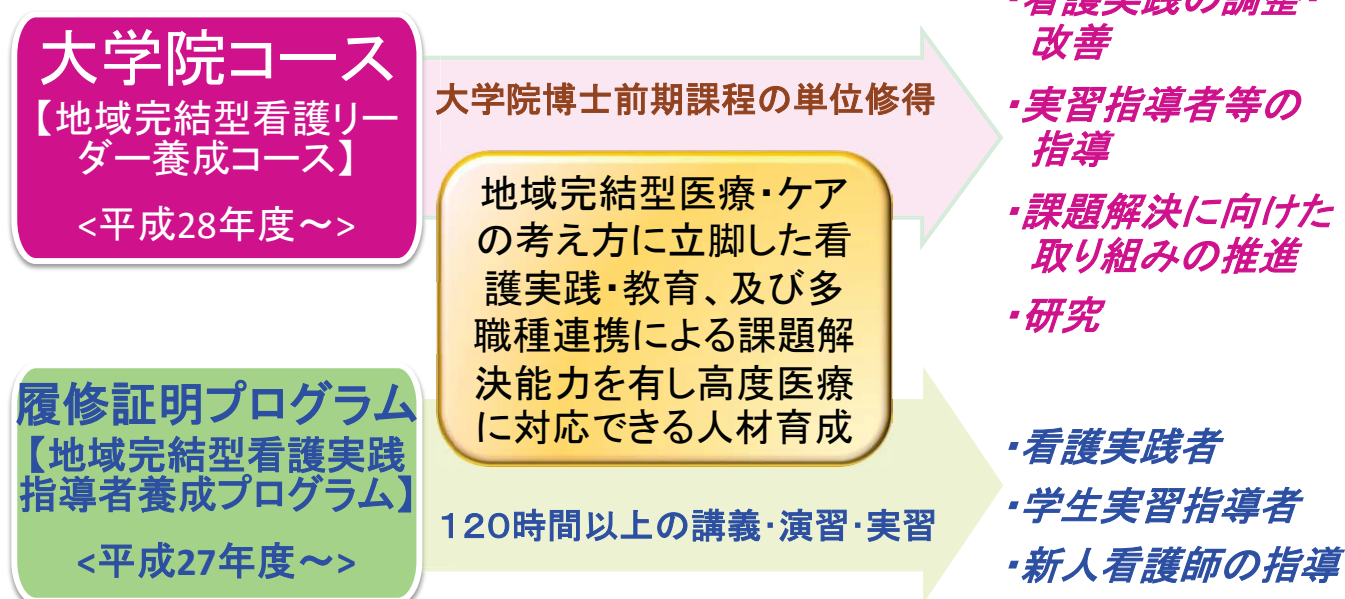 大学院コース
【地域完結型看護リー
ダー養成コース】
<平成28年度～>
大学院博士前期課程の単位修得
・看護実践の調整・
改善
・実習指導者等の
指導
・課題解決に向けた
取り組みの推進
・研究
地域完結型医療・ケア
の考え方に立脚した看
護実践・教育、及び多
職種連携による課題解
決能力を有し高度医療
に対応できる人材育成
履修証明プログラム
【地域完結型看護実践
指導者養成プログラム】
<平成27年度～>
１２０時間以上の講義・演習・実習
・看護実践者
・学生実習指導者
・新人看護師の指導